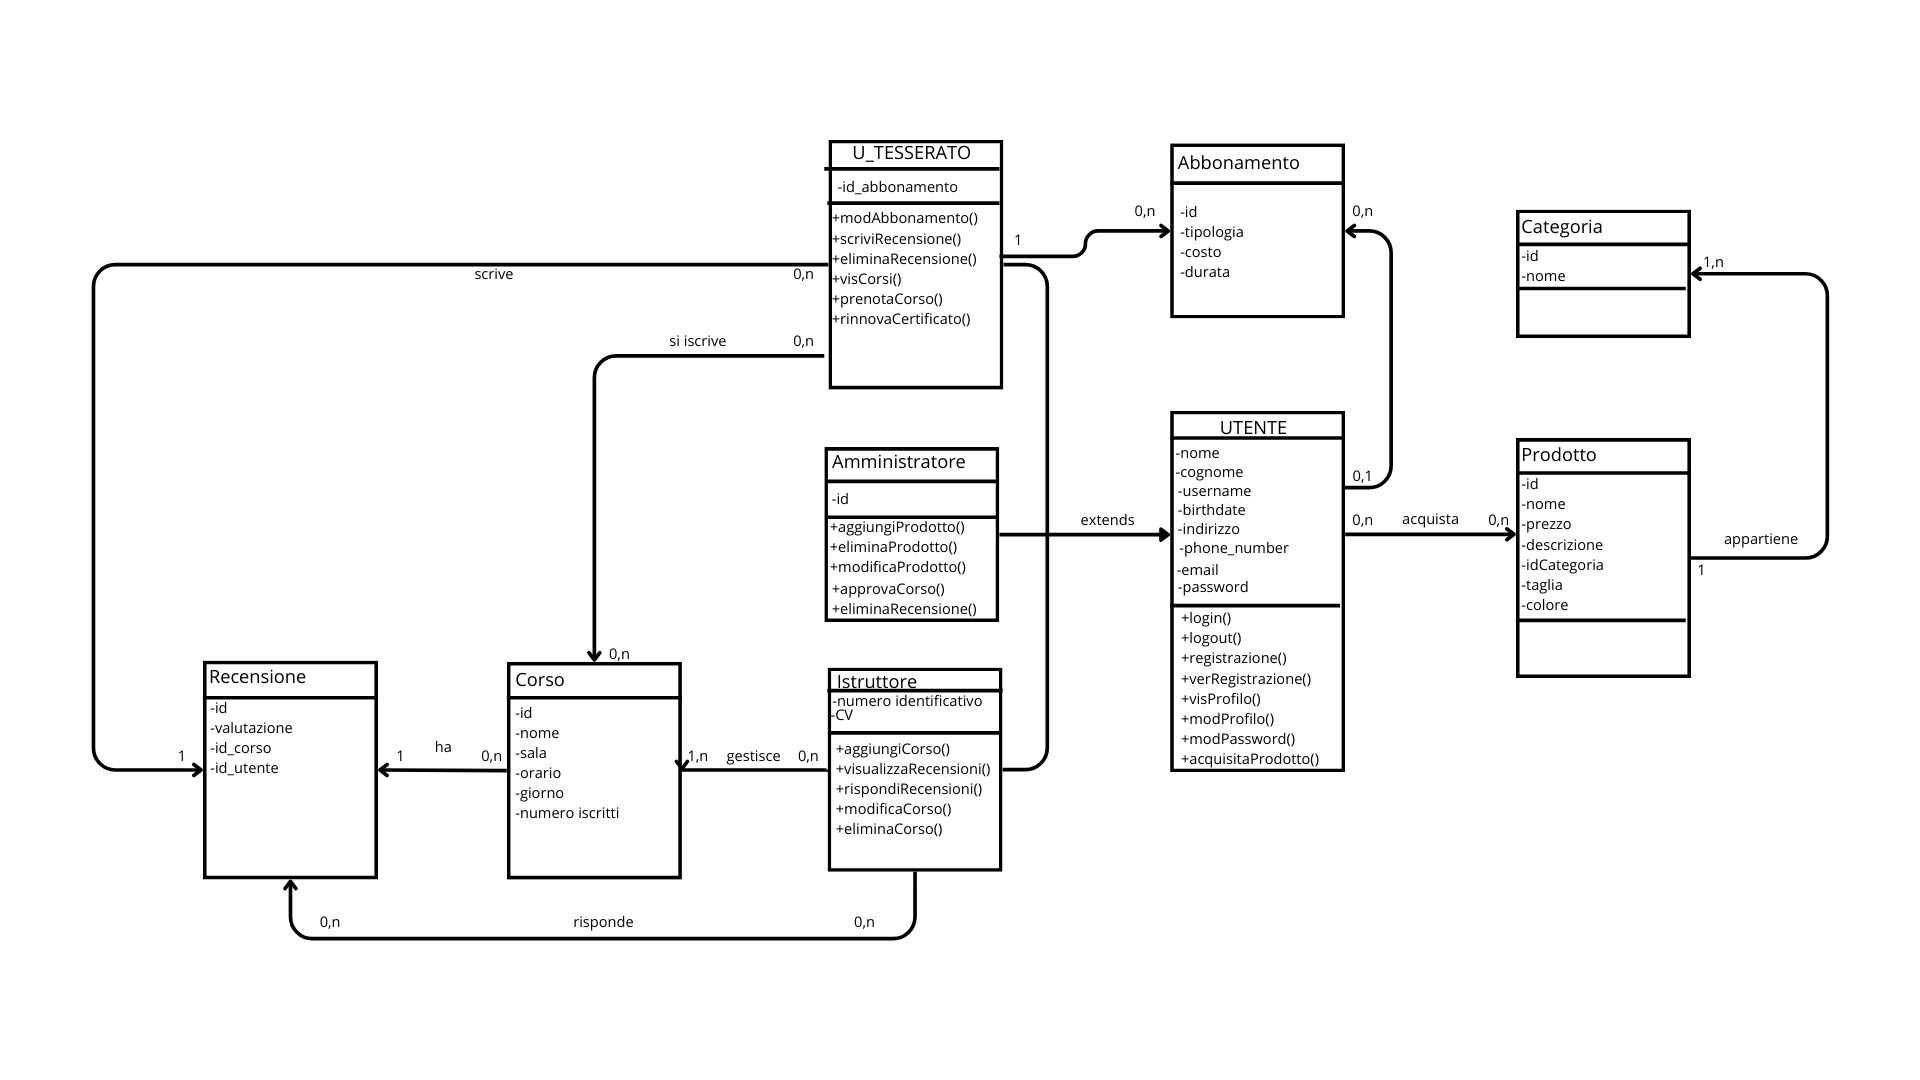 U_TESSERATO
-id_abbonamento
+modAbbonamento()
+scriviRecensione()
+eliminaRecensione()
+visCorsi()
+prenotaCorso()
+rinnovaCertificato()
scrive
0,n
si iscrive
0,n
1
0,n
Abbonamento
-id
-tipologia
-costo
-durata
0,n
Categoria
-id
-nome
1,n
Amministratore
-id
+aggiungiProdotto()
+eliminaProdotto()
+modificaProdotto()
+approvaCorso()
+eliminaRecensione()
extends
UTENTE
-nome
-cognome
-username
-birthdate
-indirizzo
-phone_number
-email
-password
+login()
+logout()
+registrazione()
+verRegistrazione()
+visProfilo()
+modProfilo()
+modPassword()
+acquisitaProdotto()
0,1
0,n
acquista
0,n
Prodotto
-id
-nome
-prezzo
-descrizione
-idCategoria
-taglia
-colore
appartiene
1
Recensione
-id
-valutazione
-id_corso
-id_utente
1
1
ha
0,n
0,n
Corso
-id
-nome
-sala
-orario
-giorno
-numero iscritti
1,n
gestisce
0,n
Istruttore
-numero identificativo
-CV
+aggiungiCorso()
+visualizzaRecensioni()
+rispondiRecensioni()
+modificaCorso()
+eliminaCorso()
0,n
risponde
0,n